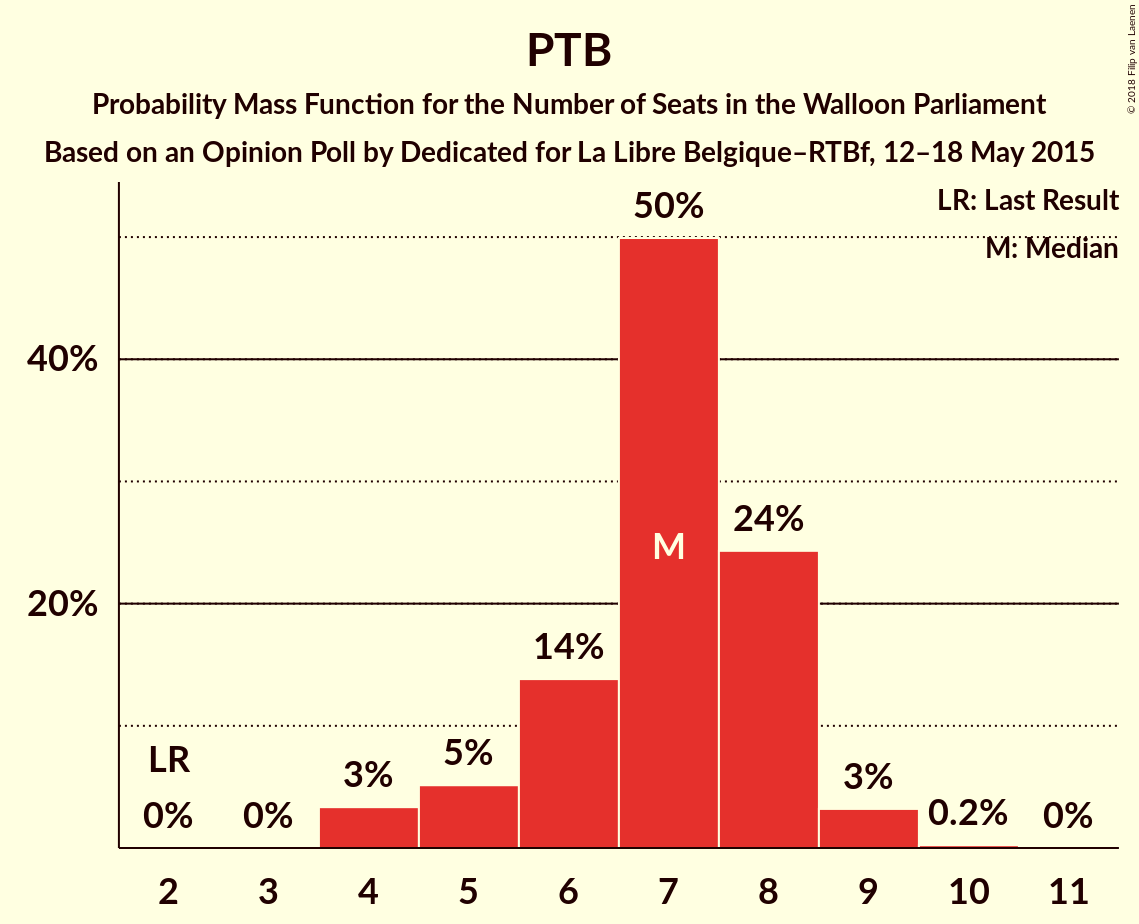 PTB
Probability Mass Function for the Number of Seats in the Walloon Parliament
Based on an Opinion Poll by Dedicated for La Libre Belgique–RTBf, 12–18 May 2015
© 2018 Filip van Laenen
LR: Last Result
M: Median
50%
40%
24%
M
20%
14%
LR
5%
3%
3%
0%
0%
0.2%
0%
2 3 4 5 6 7 8 9 10 11